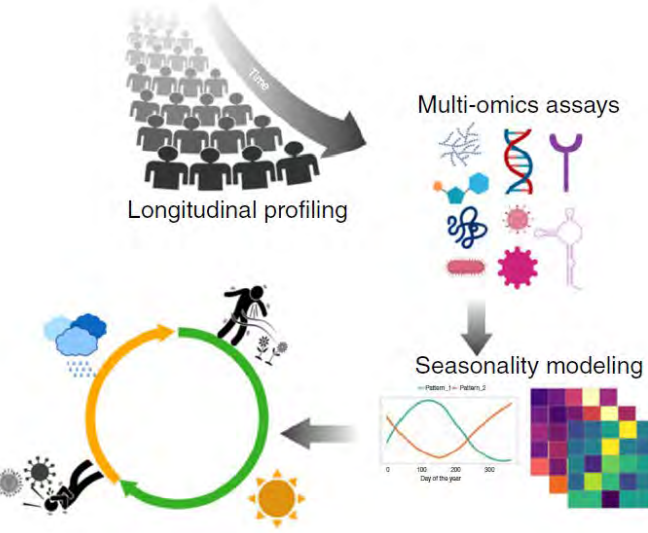 Time
Longitudinal profiling
Multi-omics assays
Seasonality modeling
Pattern_1 Pattern_2
0 100 200 300
Day of the year